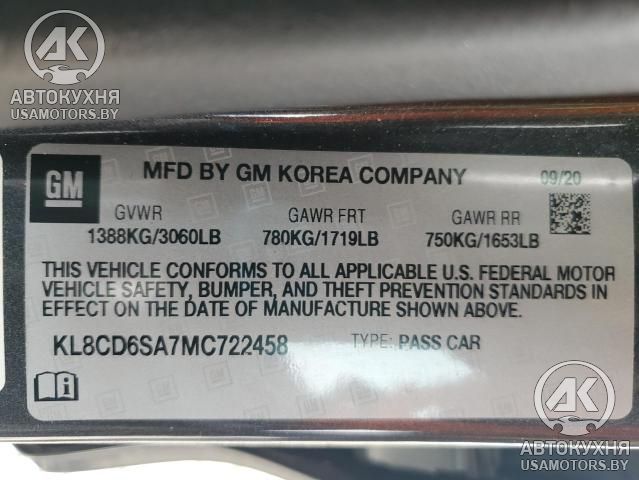 AK
АВТОКУХНЯ
USAMOTORS.BY
GM
MFD BY GM KOREA COMPANY 09/20
GVWR GAWR FRT GAWR RR
1388KG/3060LB 780KG/1719LB 750KG/1653LB
THIS VEHICLE CONFORMS TO ALL APPLICABLE U.S. FEDERAL MOTOR
VEHICLE SAFETY, BUMPER, AND THEFT PREVENTION STANDARDS IN
EFFECT ON THE DATE OF MANUFACTURE SHOWN ABOVE.
KL8CD6SA7MC722458 TYPE: PASS CAR
AK
АВТОКУХНЯ
USAMOTORS.BY